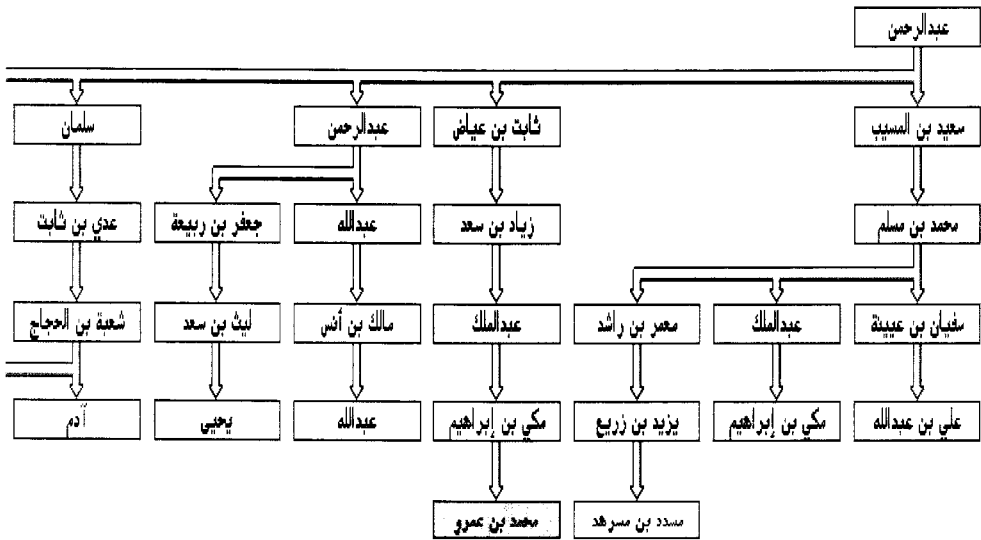 عبدالرحمن
سعيد بن المسيب
ثابت بن عياض
عبدالرحمن
سلمان
محمد بن مسلم
زياد بن سعد
عبدالله
جعفر بن ربيعة
عدي بن ثابت
سفيان بن عيينة
عبدالملك
معمر بن راشد
عبدالملك
مالك بن أنس
ليث بن سعد
شعبة بن الحجاج
علي بن عبدالله
مكي بن إبراهيم
يزيد بن زريع
مكي بن إبراهيم
عبدالله
يحيى
آدم
مسدد بن مسرهد
محمد بن عمرو